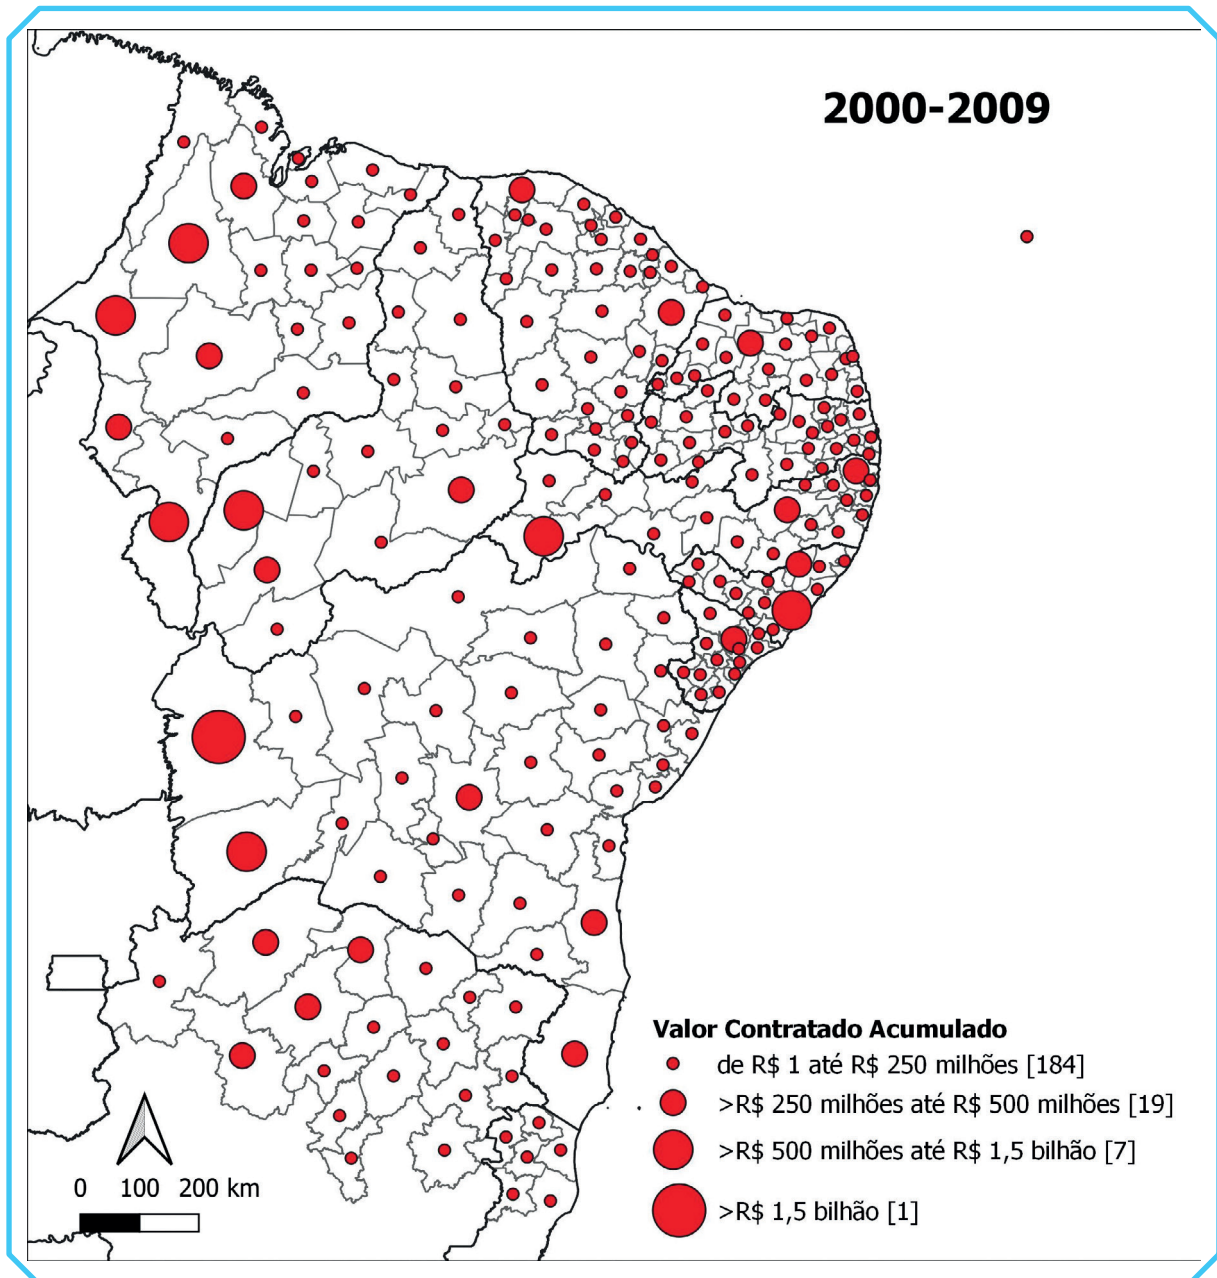 2000-2009
Valor Contratado Acumulado
de R$ 1 até R$ 250 milhões [184]
>R$ 250 milhões até R$ 500 milhões [19]
>R$ 500 milhões até R$ 1,5 bilhão [7]
>R$ 1,5 bilhão [1]
0 100 200 km